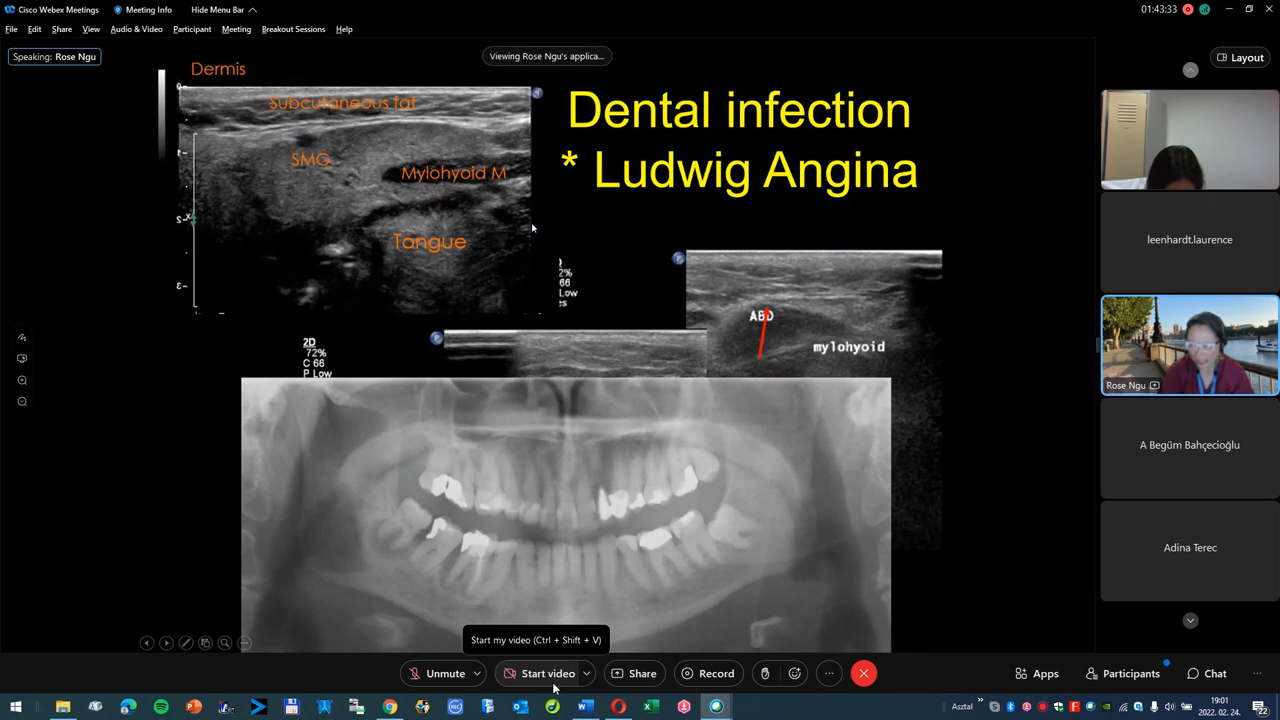 Cisco Webex Meetings
Meeting Info
Hide Menu Bar
01:43:33
File Edit Share View Audio & Video Participant Meeting Breakout Sessions Help
Speaking: Rose Ngu
Viewing Rose Ngu's applica...
Layout
Dermis
Subcutaneous fat
SMG
Mylohyoid M
Tongue
Dental infection
* Ludwig Angina
72%
66
Low
ABD
mylohyoid
2D
72%
C 66
P Low
leenhardt.laurence
Rose Ngu
A Begüm Bahçecioğlu
Adina Terec
Start my video (Ctrl + Shift + V)
Unmute
Start video
Share
Record
Apps
Participants
Chat
Asztal
19:01
2022. 02. 24.